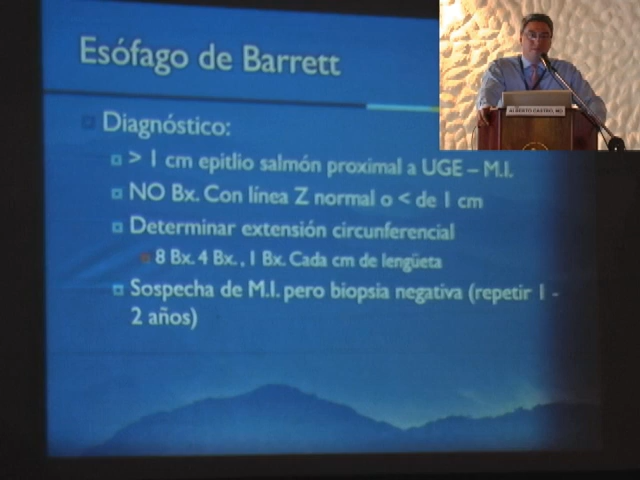 Esófago de Barrett
Diagnóstico:
> 1 cm epitlio salmón proximal a UGE – M.I.
NO Bx. Con línea Z normal o < de 1 cm
Determinar extensión circunferencial
8 Bx. 4 Bx. , 1 Bx. Cada cm de lengüeta
Sospecha de M.I. pero biopsia negativa (repetir 1 -
2 años)
ALBERTO CASTRO, MD